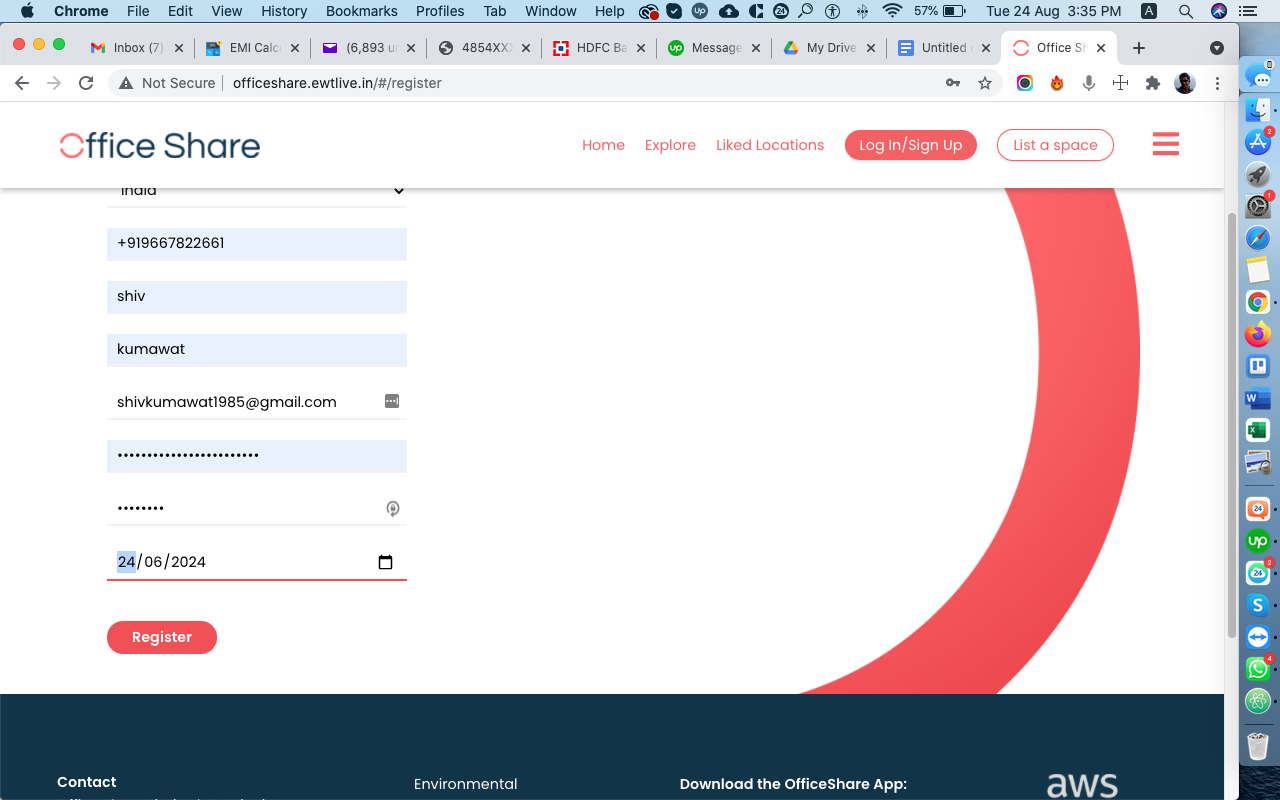 Chrome File Edit View History Bookmarks Profiles Tab Window Help 57% Tue 24 Aug 3:35 PM
Inbox (7) EMI Calc (6,893 4854XX HDFC Ba Message My Drive Untitled Office Sh
Not Secure officeshare.ewtlive.in/#/register
Office Share
Home Explore Liked Locations Log In/Sign Up List a space
India
+919667822661
shiv
kumawat
shivkumawat1985@gmail.com
24/06/2024
Register
Contact
Environmental
Download the OfficeShare App:
aws